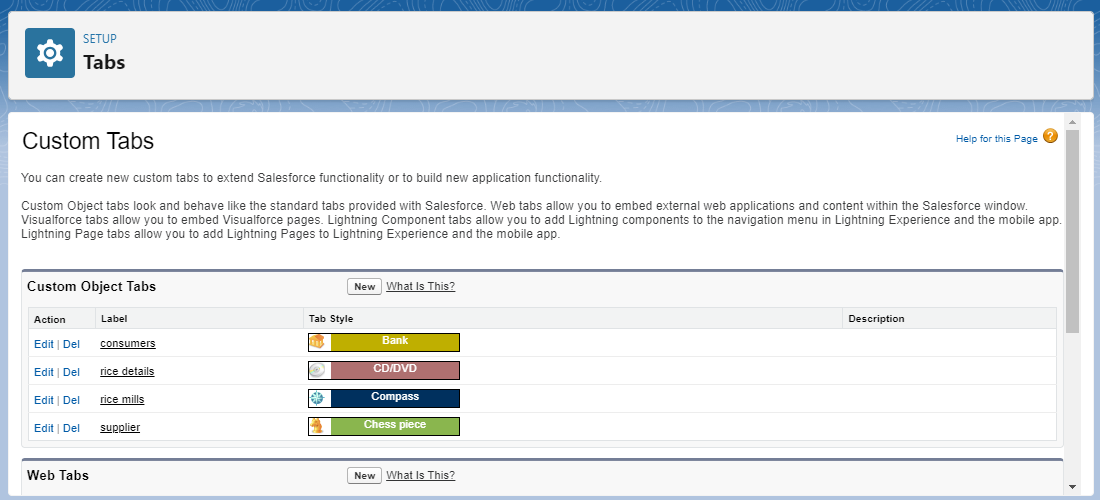 SETUP
Tabs
Custom Tabs
Help for this Page ?
You can create new custom tabs to extend Salesforce functionality or to build new application functionality.
Custom Object tabs look and behave like the standard tabs provided with Salesforce. Web tabs allow you to embed external web applications and content within the Salesforce window.
Visualforce tabs allow you to embed Visualforce pages. Lightning Component tabs allow you to add Lightning components to the navigation menu in Lightning Experience and the mobile app.
Lightning Page tabs allow you to add Lightning Pages to Lightning Experience and the mobile app.
Custom Object Tabs New What Is This?
Action Label Tab Style Description
Edit | Del consumers Bank
Edit | Del rice details CD/DVD
Edit | Del rice mills Compass
Edit | Del supplier Chess piece
Web Tabs New What Is This?